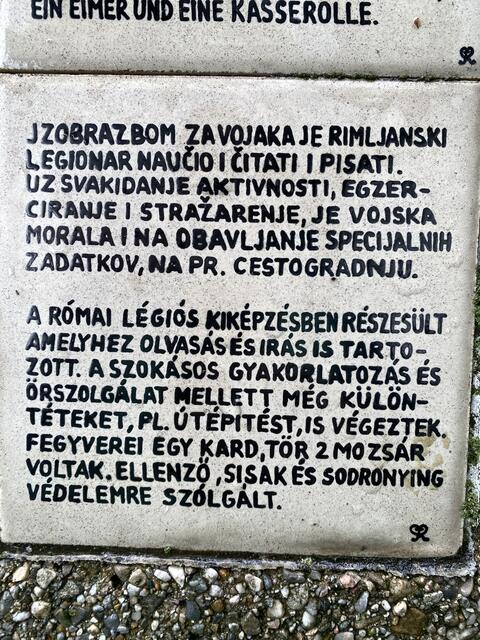 EIN EIMER UND EINE KASSEROLLE.
JZOBRAZBOM ZA VOJAKA JE RIMLJANSKI
LEGIONAR NAUČIO I ČITATI I PISATI.
UZ SVAKIDANJE AKTIVNOSTI, EGZER-
CIRANJE I STRAŽARENJE, JE VOJSKA
MORALA I NA OBAVLJANJE SPECIJALNIH
ZADATKOV, NA PR. CESTOGRADNJU.
A RÓMAI LÉGIÓS KIKÉPZÉSBEN RÉSZESÜLT
AMELYHEZ OLVASÁS ÉS IRÁS IS TARTO-
ZOTT. A SZOKÁSOS GYAKORLATOZÁS ÉS
ŐRSZOLGÁLAT MELLETT MÉG KÜLÖN-
TÉTEKET, PL. ÚTÉPITÉST, IS VÉGEZTEK.
FEGYVEREI EGY KARD, TŐR 2 MOZSÁR
VOLTAK. ELLENZŐ, SISAK ÉS SODRONYING
VÉDELEMRE SZOLGÁLT.